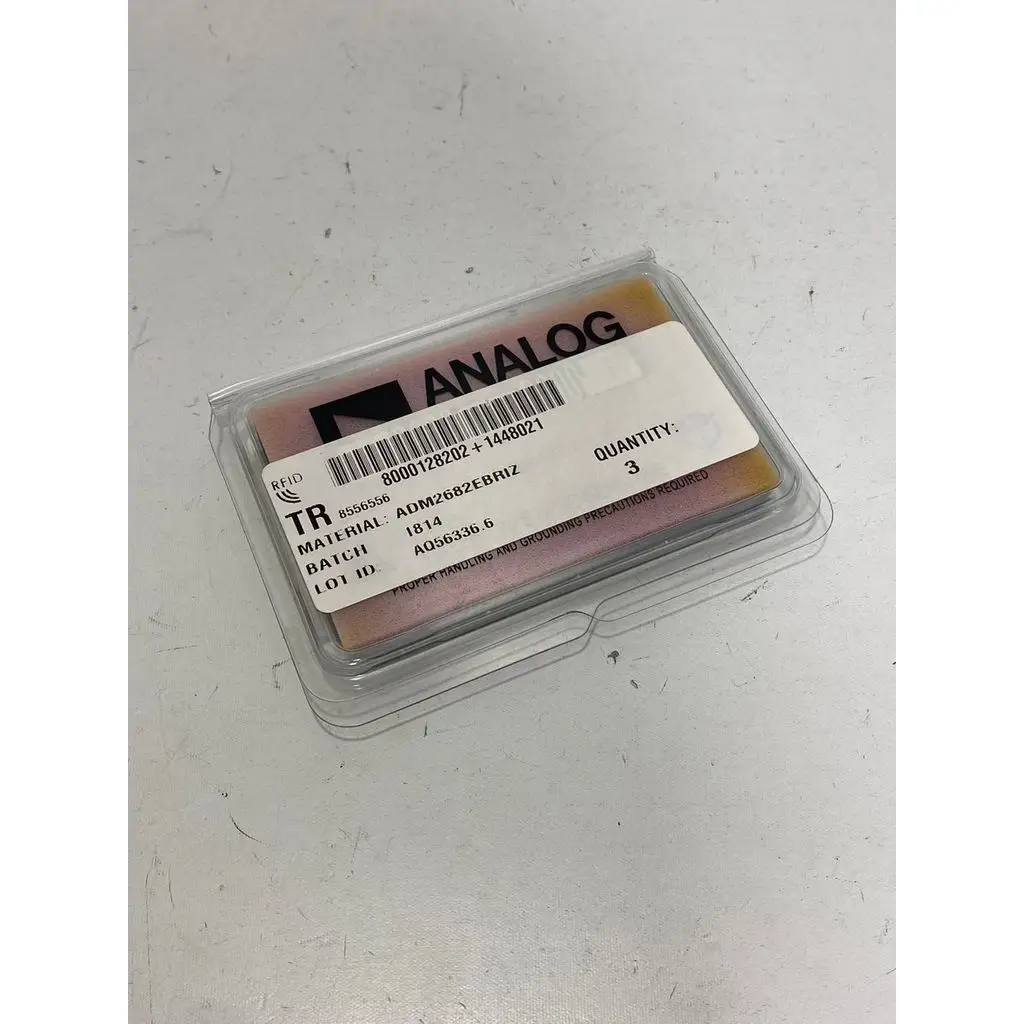 ANALOG
8000128202+1448021
RFID
TR 8556556
MATERIAL: ADM2682EBRIZ
QUANTITY:
3
BATCH 1814
LOT ID AQ56336.6
PROPER HANDLING AND GROUNDING PRECAUTIONS REQUIRED